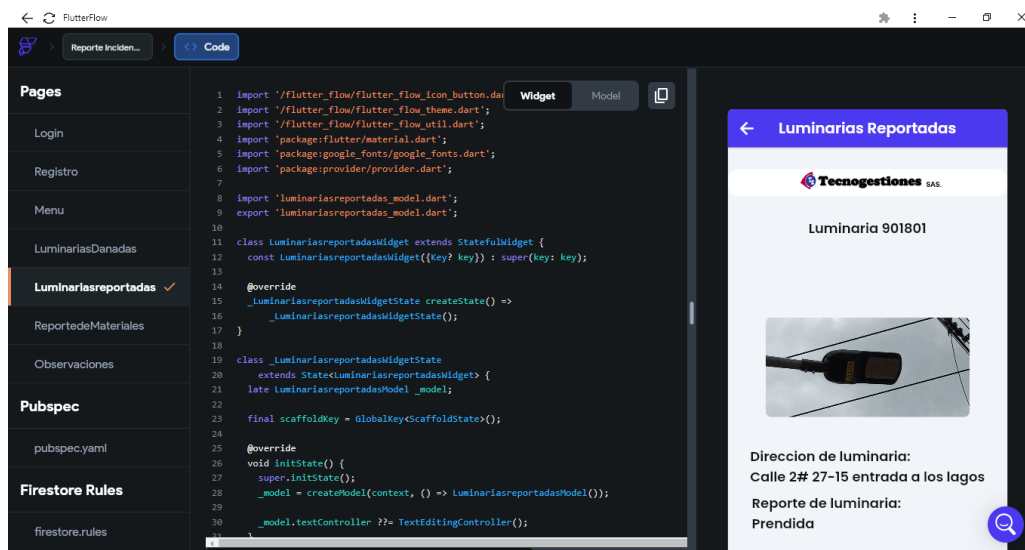 FlutterFlow
Reporte Inciden...
<> Code
Pages
Login
Registro
Menu
LuminariasDanadas
Luminariasreportadas
ReportedeMateriales
Observaciones
Pubspec
pubspec.yaml
Firestore Rules
firestore.rules
Widget Model
1 import '/flutter_flow/flutter_flow_icon_button.da
2 import '/flutter_flow/flutter_flow_theme.dart';
3 import '/flutter_flow/flutter_flow_util.dart';
4 import 'package:flutter/material.dart';
5 import 'package:google_fonts/google_fonts.dart';
6 import 'package:provider/provider.dart';
7
8 import 'luminariasreportadas_model.dart';
9 export 'luminariasreportadas_model.dart';
10
11 class LuminariasreportadasWidget extends StatefulWidget {
12 const LuminariasreportadasWidget({Key? key}) : super(key: key);
13
14 @override
15 _LuminariasreportadasWidgetState createState() =>
16 _LuminariasreportadasWidgetState();
17 }
18
19 class _LuminariasreportadasWidgetState
20 extends State<LuminariasreportadasWidget> {
21 late LuminariasreportadasModel _model;
22
23 final scaffoldKey = GlobalKey<ScaffoldState>();
24
25 @override
26 void initState() {
27 super.initState();
28 _model = createModel(context, () => LuminariasreportadasModel());
29
30 _model.textController ??= TextEditingController();
31 }
Luminarias Reportadas
Tecnogestiones SAS.
Luminaria 901801
Direccion de luminaria:
Calle 2# 27-15 entrada a los lagos
Reporte de luminaria:
Prendida